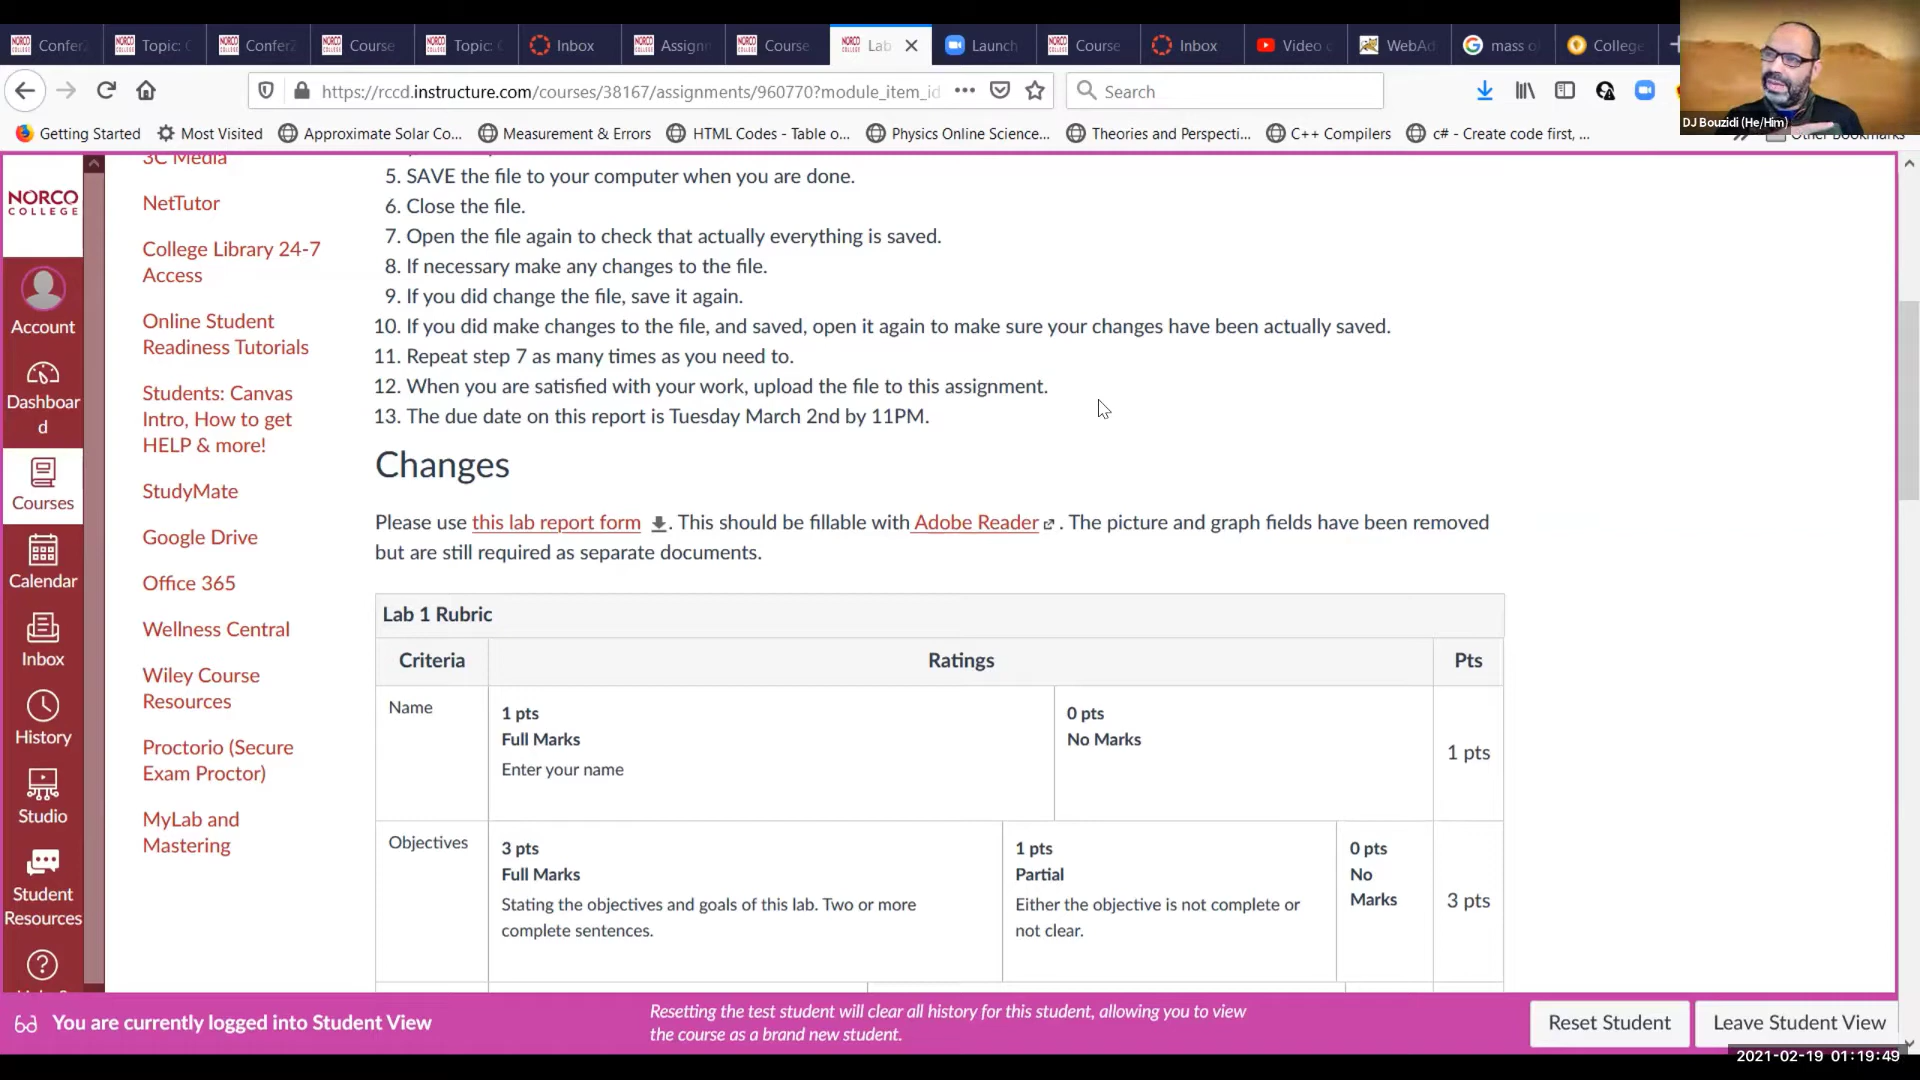 Confer
Topic: C
Confer
Course
Topic: C
Inbox
Assignm
Course
Lab
Launch
Course
Inbox
Video c
WebAd
mass o
College
https://rccd.instructure.com/courses/38167/assignments/960770?module_item_id
Search
DJ Bouzidi (He/Him)
Getting Started
Most Visited
Approximate Solar Co...
Measurement & Errors
HTML Codes - Table o...
Physics Online Science...
Theories and Perspecti...
C++ Compilers
c# - Create code first, ...
Other Bookmarks
NORCO
COLLEGE
Account
Dashboar
d
Courses
Calendar
Inbox
History
Studio
Student
Resources
3C Media
NetTutor
College Library 24-7
Access
Online Student
Readiness Tutorials
Students: Canvas
Intro, How to get
HELP & more!
StudyMate
Google Drive
Office 365
Wellness Central
Wiley Course
Resources
Proctorio (Secure
Exam Proctor)
MyLab and
Mastering
5. SAVE the file to your computer when you are done.
6. Close the file.
7. Open the file again to check that actually everything is saved.
8. If necessary make any changes to the file.
9. If you did change the file, save it again.
10. If you did make changes to the file, and saved, open it again to make sure your changes have been actually saved.
11. Repeat step 7 as many times as you need to.
12. When you are satisfied with your work, upload the file to this assignment.
13. The due date on this report is Tuesday March 2nd by 11PM.
Changes
Please use this lab report form . This should be fillable with Adobe Reader . The picture and graph fields have been removed
but are still required as separate documents.
Lab 1 Rubric
Criteria
Ratings
Pts
Name
1 pts
Full Marks
Enter your name
0 pts
No Marks
1 pts
Objectives
3 pts
Full Marks
Stating the objectives and goals of this lab. Two or more
complete sentences.
1 pts
Partial
Either the objective is not complete or
not clear.
0 pts
No
Marks
3 pts
You are currently logged into Student View
Resetting the test student will clear all history for this student, allowing you to view
the course as a brand new student.
Reset Student
Leave Student View
2021-02-19 01:19:49